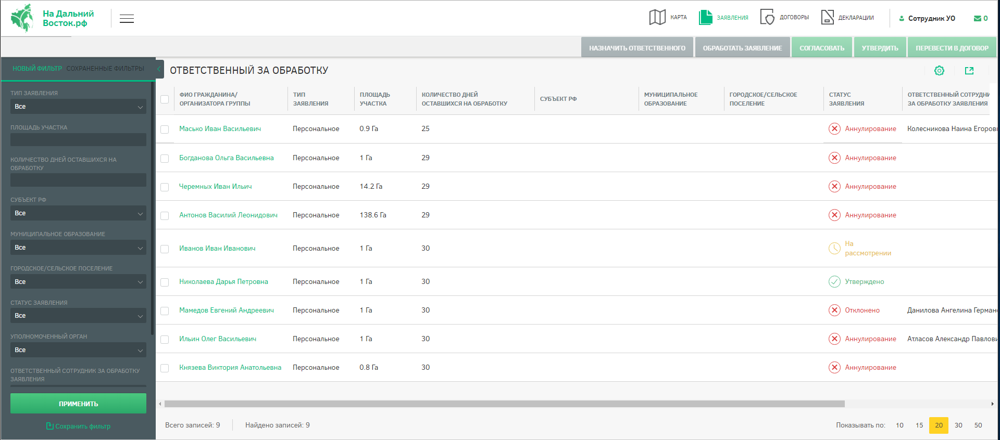 На Дальний
Восток.рф
КАРТА
ЗАЯВЛЕНИЯ
ДОГОВОРЫ
ДЕКЛАРАЦИИ
Сотрудник УО
0
НАЗНАЧИТЬ ОТВЕТСТВЕННОГО
ОБРАБОТАТЬ ЗАЯВЛЕНИЕ
СОГЛАСОВАТЬ
УТВЕРДИТЬ
ПЕРЕВЕСТИ В ДОГОВОР
НОВЫЙ ФИЛЬТР СОХРАНЕННЫЕ ФИЛЬТРЫ
ТИП ЗАЯВЛЕНИЯ
Все
ПЛОЩАДЬ УЧАСТКА
КОЛИЧЕСТВО ДНЕЙ ОСТАВШИХСЯ НА
ОБРАБОТКУ
СУБЪЕКТ РФ
Все
МУНИЦИПАЛЬНОЕ ОБРАЗОВАНИЕ
Все
ГОРОДСКОЕ/СЕЛЬСКОЕ ПОСЕЛЕНИЕ
Все
СТАТУС ЗАЯВЛЕНИЯ
Все
УПОЛНОМОЧЕННЫЙ ОРГАН
Все
ОТВЕТСТВЕННЫЙ СОТРУДНИК ЗА ОБРАБОТКУ
ЗАЯВЛЕНИЯ
ПРИМЕНИТЬ
Сохранить фильтр
ОТВЕТСТВЕННЫЙ ЗА ОБРАБОТКУ
ФИО ГРАЖДАНИНА/
ОРГАНИЗАТОРА ГРУППЫ
ТИП
ЗАЯВЛЕНИЯ
ПЛОЩАДЬ
УЧАСТКА
КОЛИЧЕСТВО ДНЕЙ
ОСТАВШИХСЯ НА ОБРАБОТКУ
СУБЪЕКТ РФ
МУНИЦИПАЛЬНОЕ
ОБРАЗОВАНИЕ
ГОРОДСКОЕ/СЕЛЬСКОЕ
ПОСЕЛЕНИЕ
СТАТУС
ЗАЯВЛЕНИЯ
ОТВЕТСТВЕННЫЙ СОТРУДНИ
ЗА ОБРАБОТКУ ЗАЯВЛЕНИЯ
Масько Иван Васильевич Персональное 0.9 Га 25 Аннулирование Колесникова Наина Егоров
Богданова Ольга Васильевна Персональное 1 Га 29 Аннулирование
Черемных Иван Ильич Персональное 14.2 Га 29 Аннулирование
Антонов Василий Леонидович Персональное 138.6 Га 29 Аннулирование
Иванов Иван Иванович Персональное 1 Га 30 На
рассмотрении
Николаева Дарья Петровна Персональное 1 Га 30 Утверждено
Мамедов Евгений Андреевич Персональное 1 Га 30 Отклонено Данилова Ангелина Герман
Ильин Олег Васильевич Персональное 1 Га 30 Аннулирование Атласов Александр Павлови
Князева Виктория Анатольевна Персональное 0.8 Га 30 Аннулирование
Всего записей: 9
Найдено записей: 9
Показывать по: 10 15 20 30 50